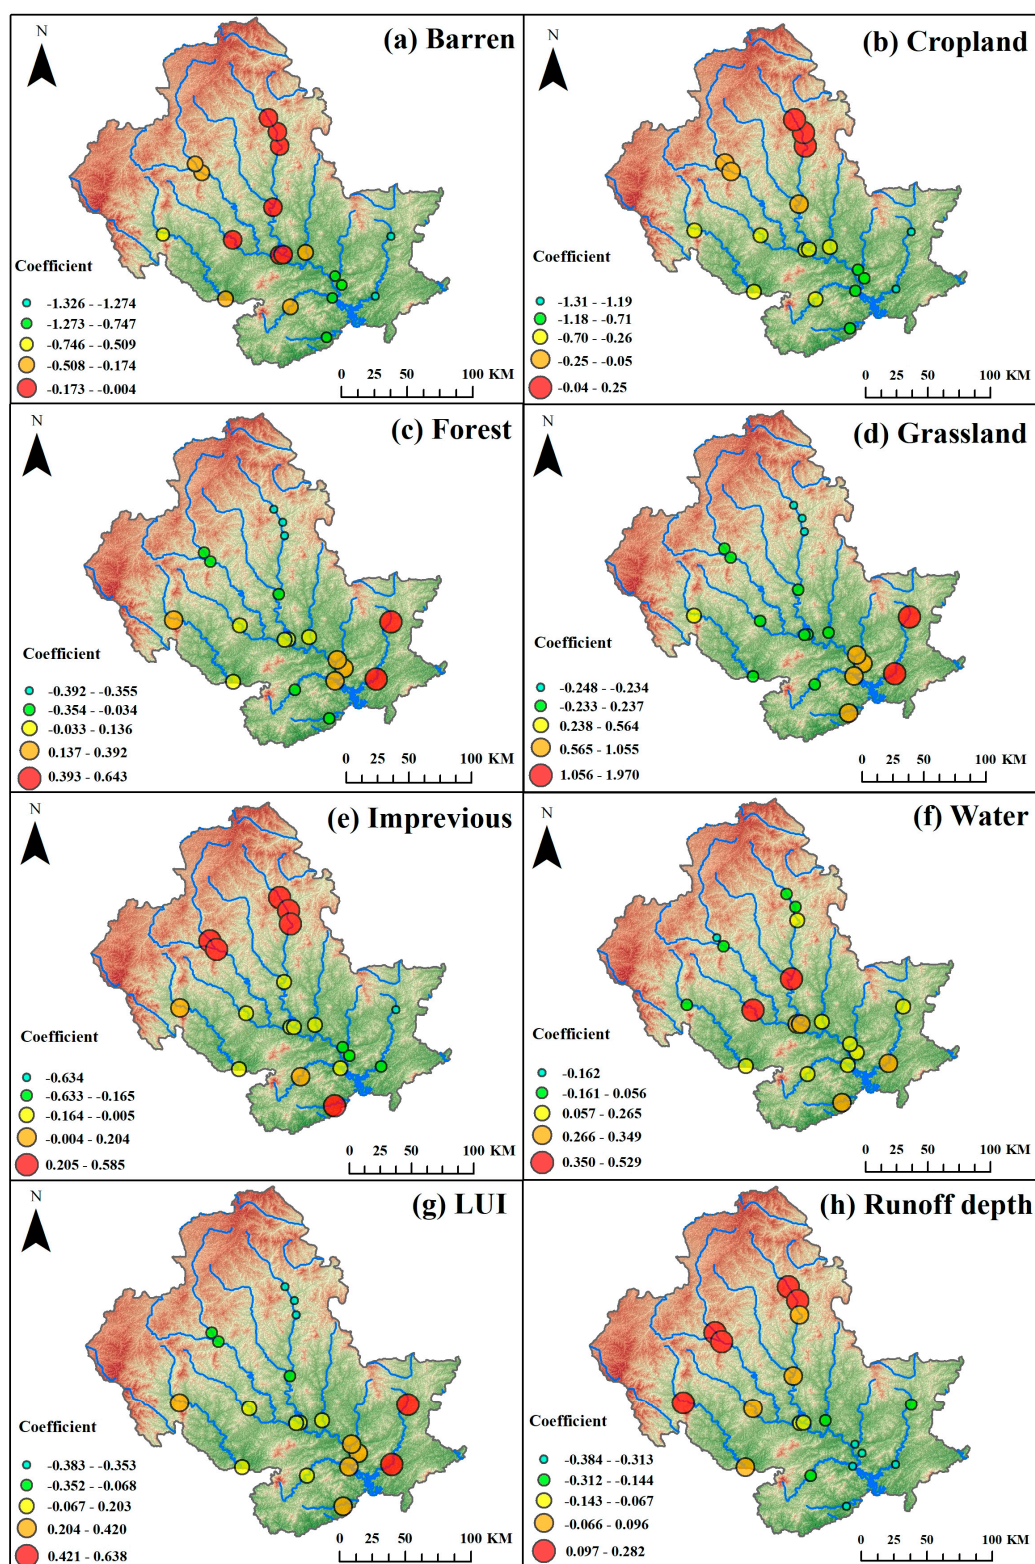 (a) Barren
N
Coefficient
-1.326 - -1.274
-1.273 - -0.747
-0.746 - -0.509
-0.508 - -0.174
-0.173 - -0.004
0 25 50 100 KM
(b) Cropland
N
Coefficient
-1.31 - -1.19
-1.18 - -0.71
-0.70 - -0.26
-0.25 - -0.05
-0.04 - 0.25
0 25 50 100 KM
(c) Forest
N
Coefficient
-0.392 - -0.355
-0.354 - -0.034
-0.033 - 0.136
0.137 - 0.392
0.393 - 0.643
0 25 50 100 KM
(d) Grassland
N
Coefficient
-0.248 - -0.234
-0.233 - 0.237
0.238 - 0.564
0.565 - 1.055
1.056 - 1.970
0 25 50 100 KM
(e) Imprevious
N
Coefficient
-0.634
-0.633 - -0.165
-0.164 - -0.005
-0.004 - 0.204
0.205 - 0.585
0 25 50 100 KM
(f) Water
N
Coefficient
-0.162
-0.161 - 0.056
0.057 - 0.265
0.266 - 0.349
0.350 - 0.529
0 25 50 100 KM
(g) LUI
N
Coefficient
-0.383 - -0.353
-0.352 - -0.068
-0.067 - 0.203
0.204 - 0.420
0.421 - 0.638
0 25 50 100 KM
(h) Runoff depth
N
Coefficient
-0.384 - -0.313
-0.312 - -0.144
-0.143 - -0.067
-0.066 - 0.096
0.097 - 0.282
0 25 50 100 KM